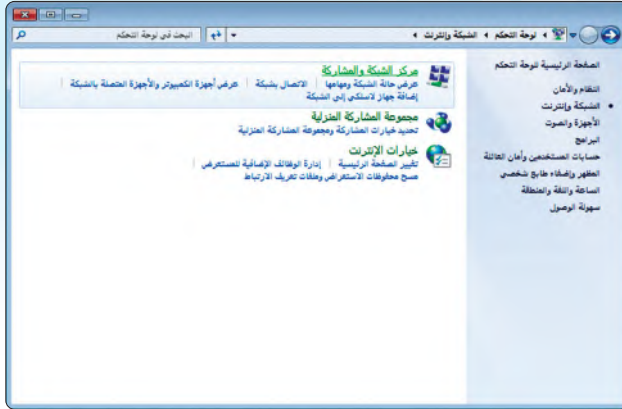 لوحة التحكم ‹ الشبكة وإنترنت
البحث في لوحة التحكم
الصفحة الرئيسية للوحة التحكم
النظام والأمان
الشبكة وإنترنت
الأجهزة والصوت
البرامج
حسابات المستخدمين وأمان العائلة
المظهر وإضفاء طابع شخصي
الساعة واللغة والمنطقة
سهولة الوصول
مركز الشبكة والمشاركة
عرض حالة الشبكة ومهامها | الاتصال بشبكة | عرض أجهزة الكمبيوتر والأجهزة المتصلة بالشبكة
إضافة جهاز لاسلكي إلى الشبكة
مجموعة المشاركة المنزلية
تحديد خيارات المشاركة ومجموعة المشاركة المنزلية
خيارات الإنترنت
تغيير الصفحة الرئيسية | إدارة الوظائف الإضافية للمستعرض
مسح محفوظات الاستعراض وملفات تعريف الارتباط